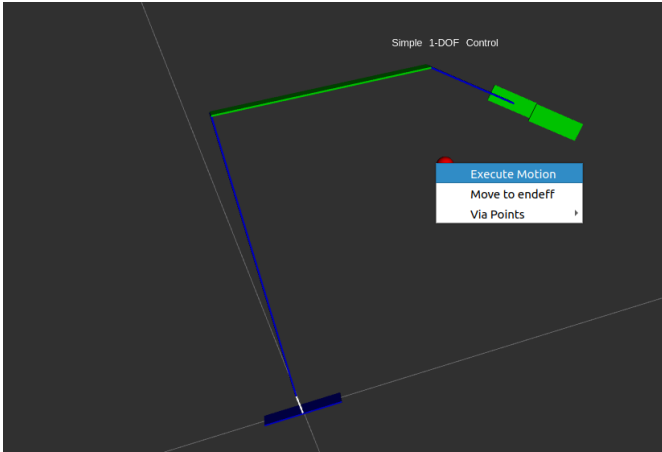 Simple 1-DOF Control
Execute Motion
Move to endeff
Via Points